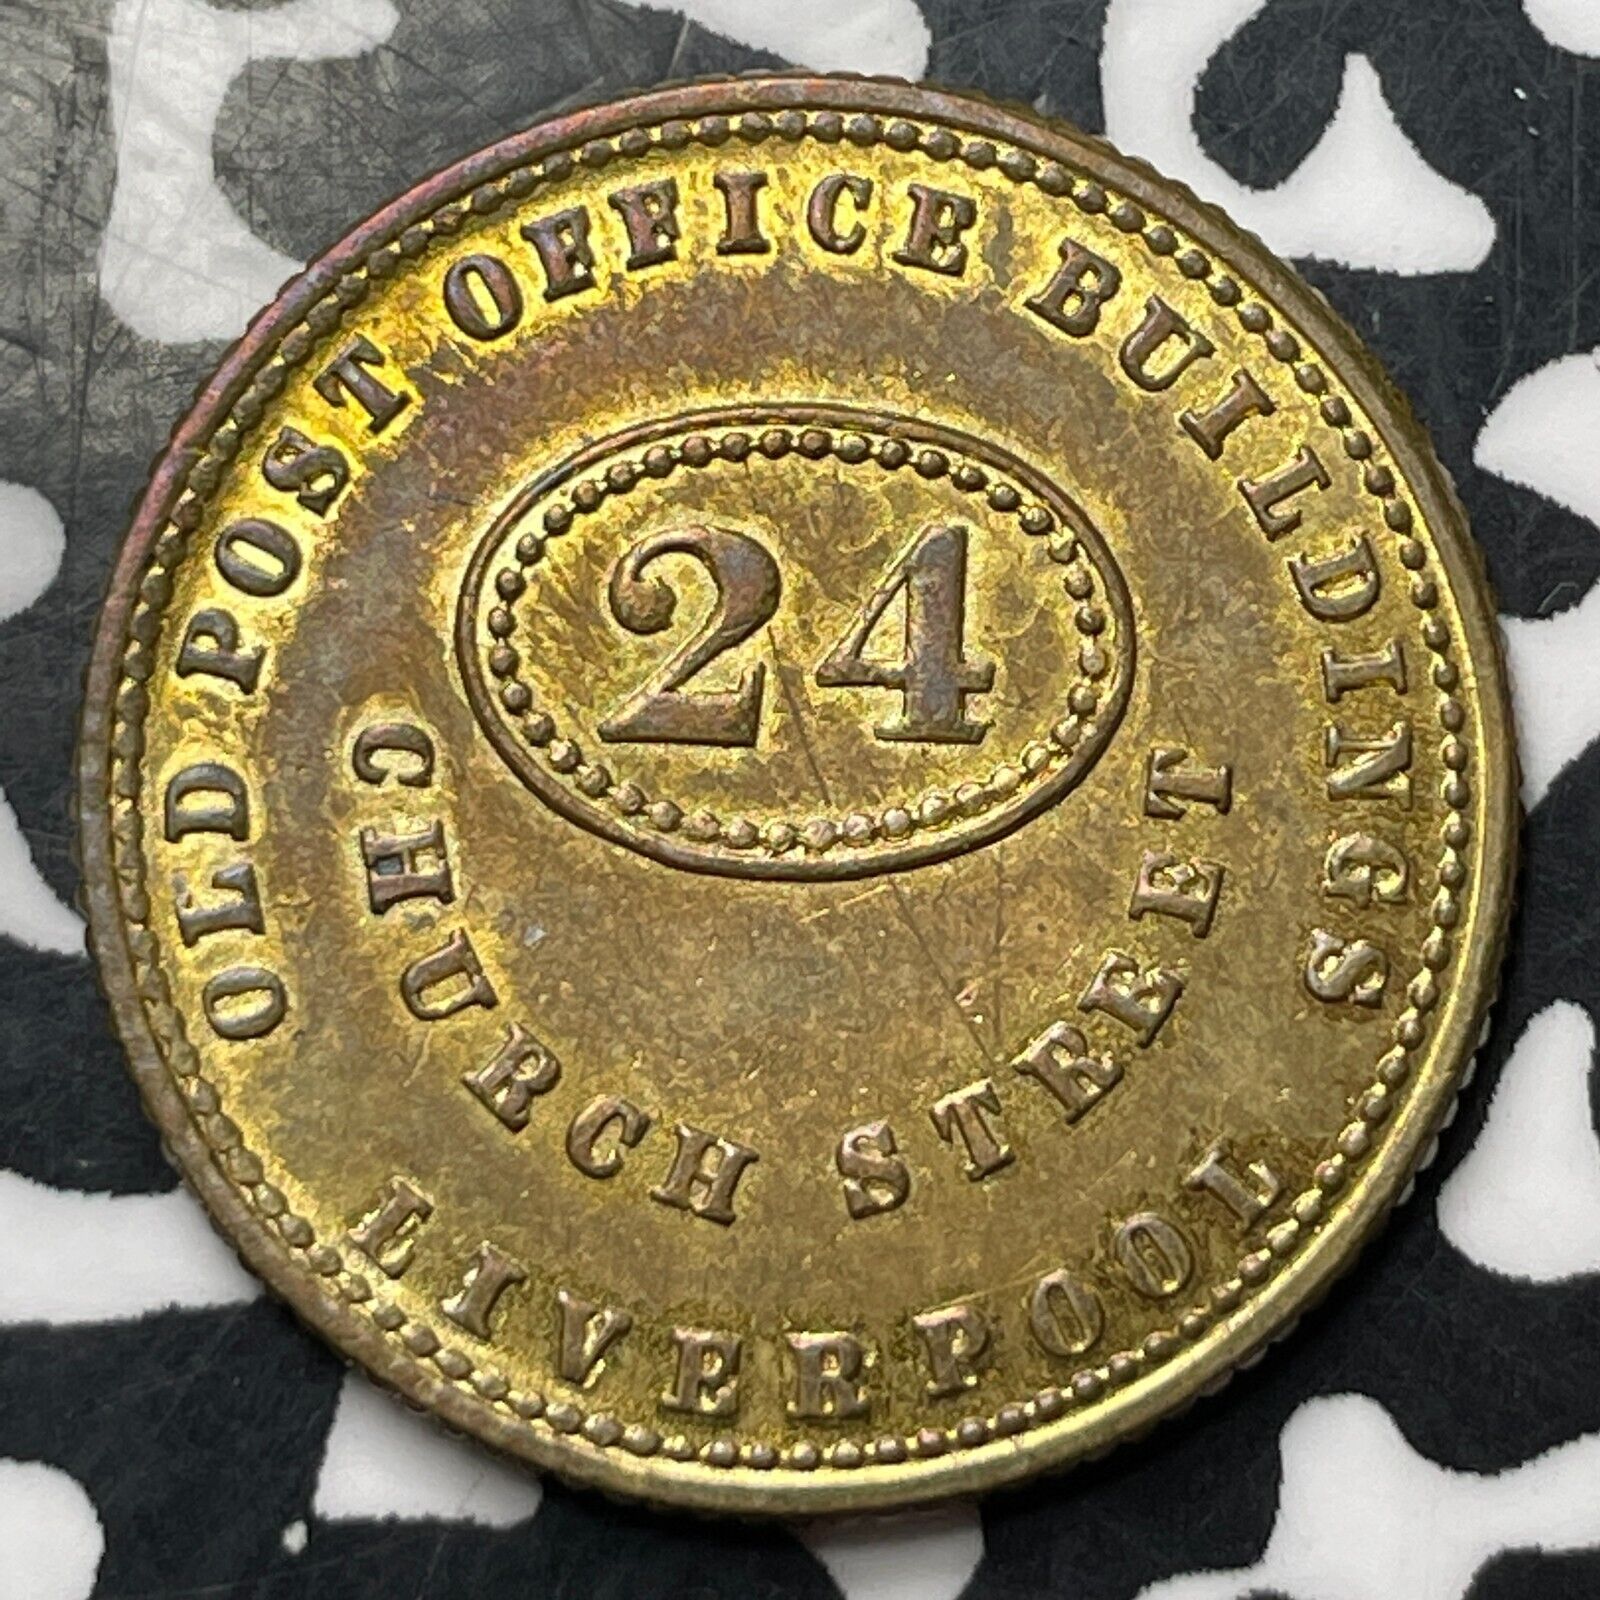 OLD POST OFFICE BUILDINGS
24
CHURCH STREET
LIVERPOOL